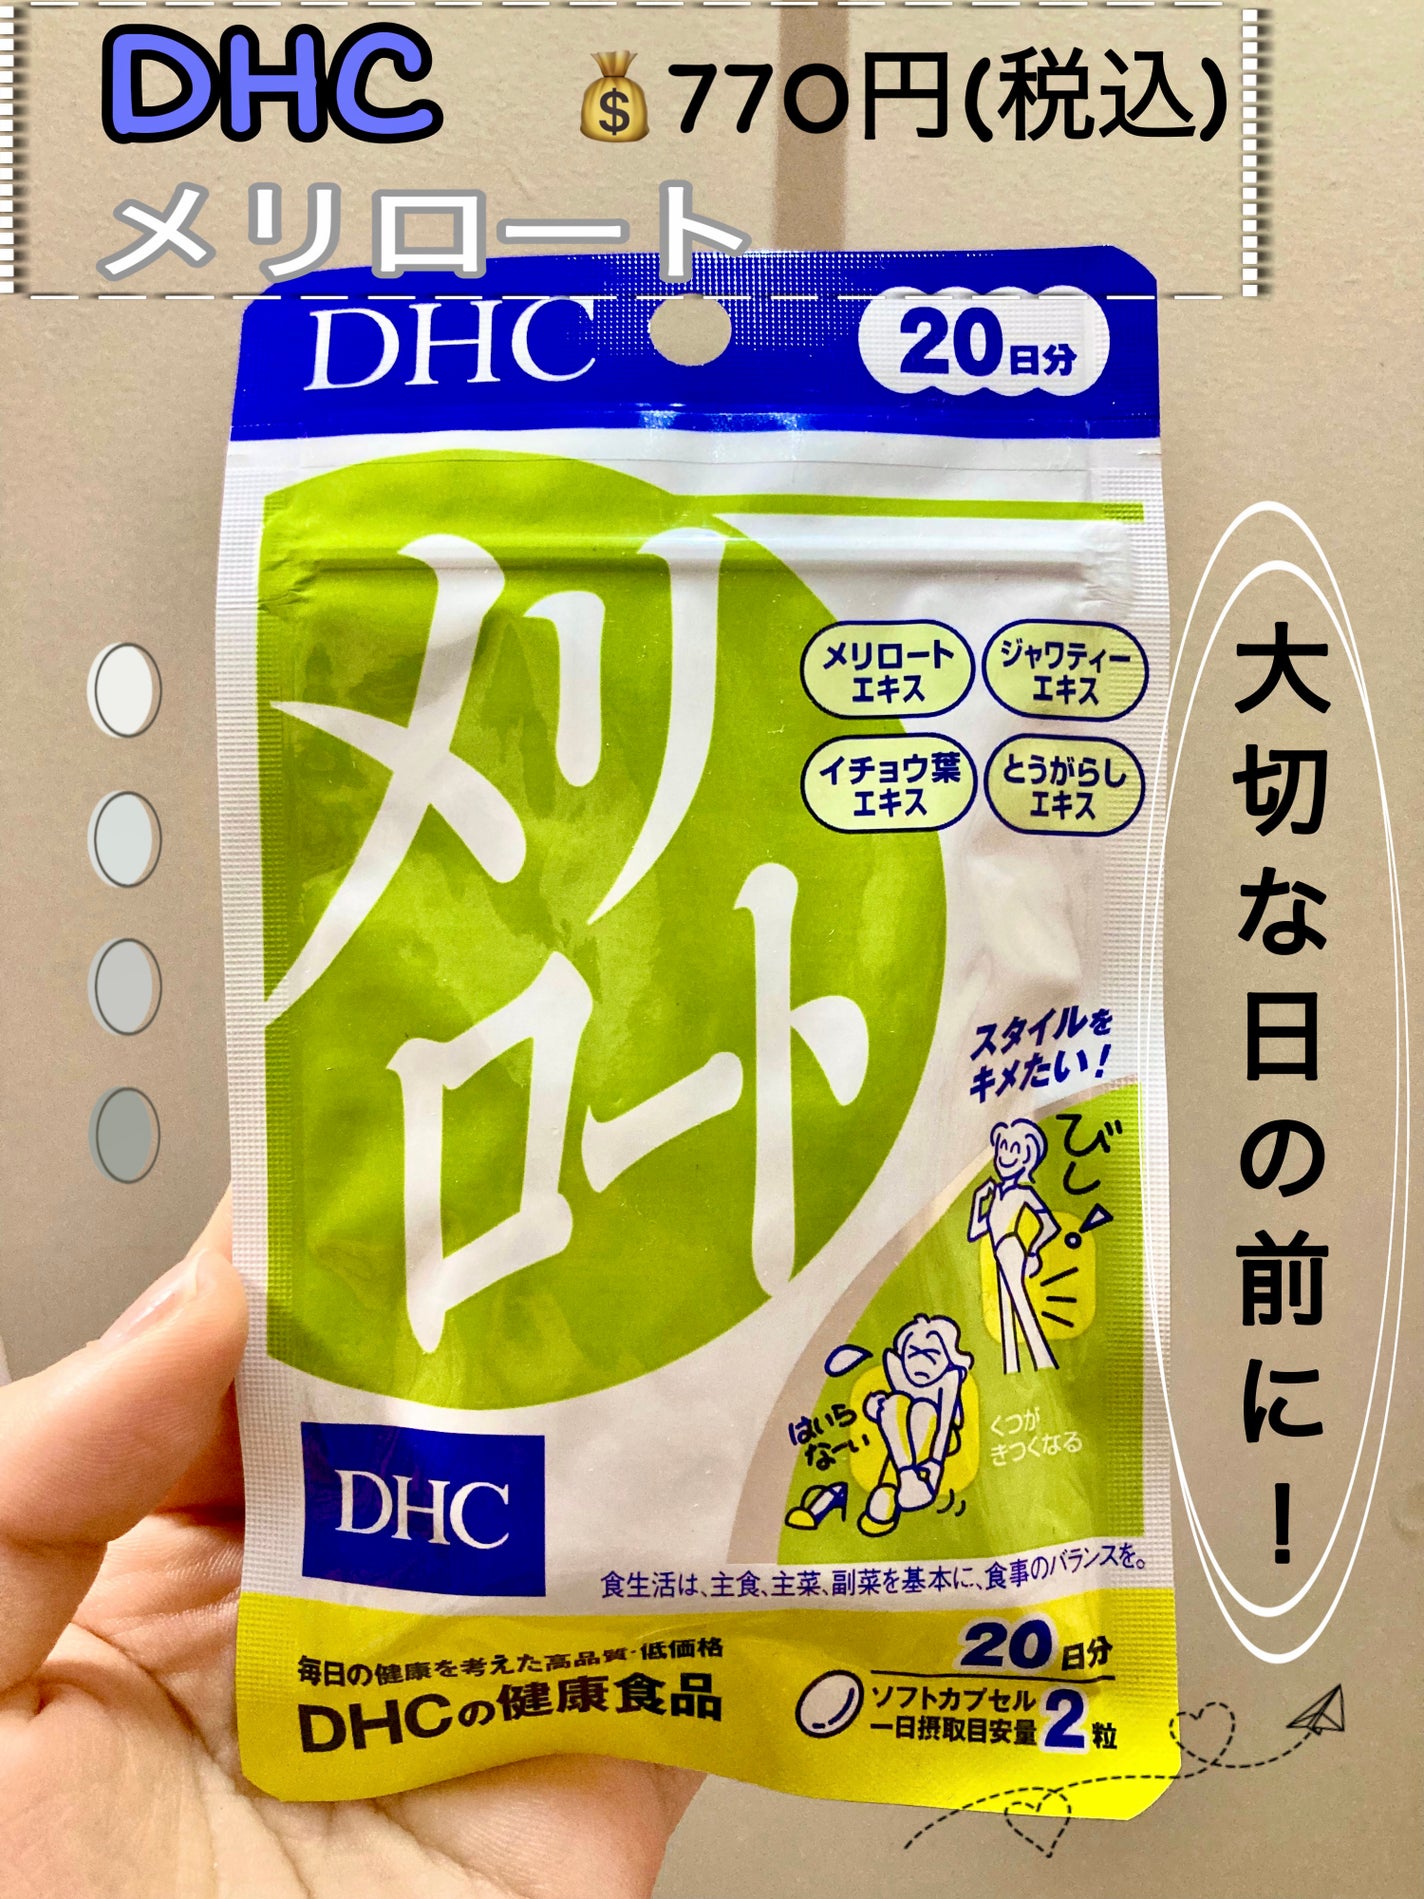 DHC 💰770円(税込)
メリロート
DHC
20日分
メリロート
メリロート
エキス
ジャワティー
エキス
イチョウ葉
エキス
とうがらし
エキス
大切な日の前に！
スタイルを
キメたい！
びしっ
はいら
なーい
くつが
きつくなる
DHC
食生活は、主食、主菜、副菜を基本に、食事のバランスを。
毎日の健康を考えた高品質・低価格
DHCの健康食品
20日分
ソフトカプセル
一日摂取目安量2粒